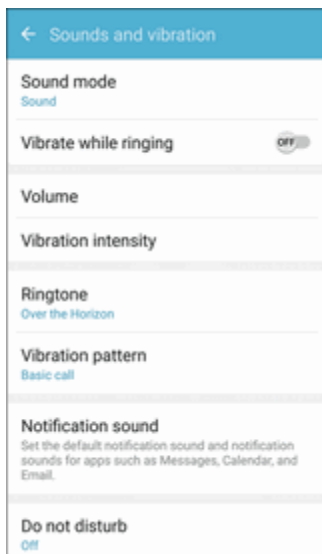 ← Sounds and vibration
Sound mode
Sound
Vibrate while ringing OFF
Volume
Vibration intensity
Ringtone
Over the Horizon
Vibration pattern
Basic call
Notification sound
Set the default notification sound and notification
sounds for apps such as Messages, Calendar, and
Email.
Do not disturb
Off